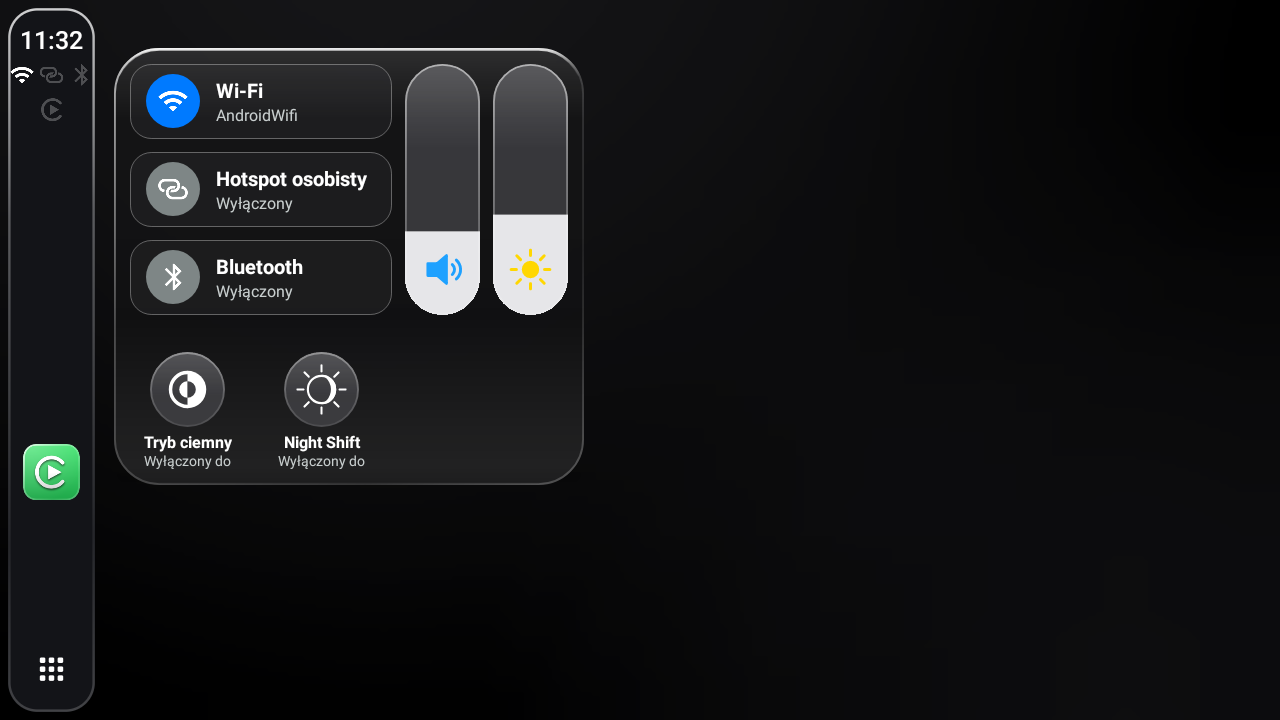 11:32
Wi-Fi
AndroidWifi
Hotspot osobisty
Wyłączony
Bluetooth
Wyłączony
Tryb ciemny
Wyłączony do
Night Shift
Wyłączony do